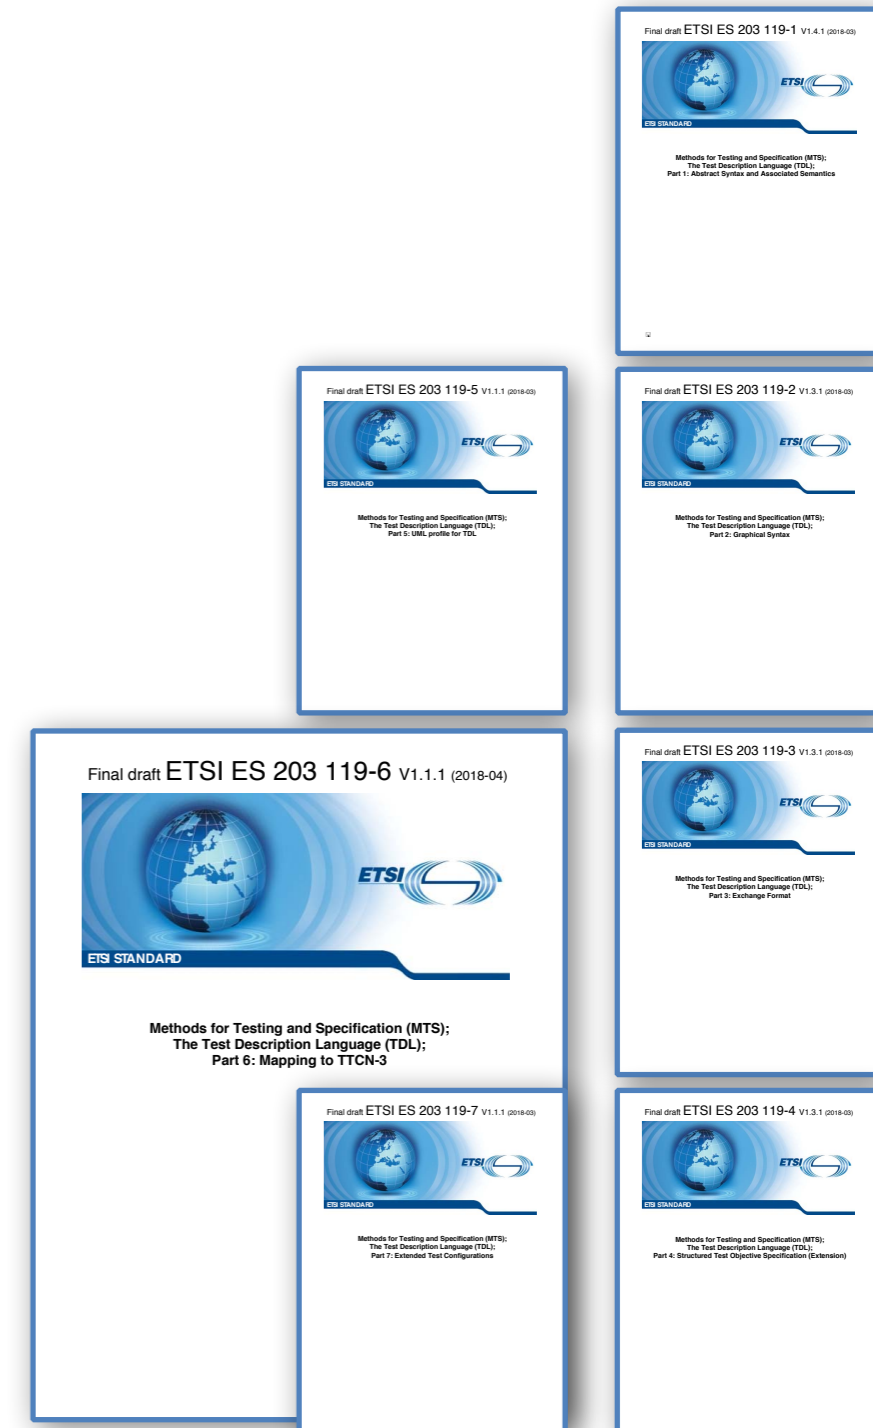 Final draft ETSI ES 203 119-1 V1.4.1 (2018-03)
ETSI
ETSI STANDARD
Methods for Testing and Specification (MTS);
The Test Description Language (TDL);
Part 1: Abstract Syntax and Associated Semantics
Final draft ETSI ES 203 119-5 V1.1.1 (2018-03)
ETSI
ETSI STANDARD
Methods for Testing and Specification (MTS);
The Test Description Language (TDL);
Part 5: UML profile for TDL
Final draft ETSI ES 203 119-2 V1.3.1 (2018-03)
ETSI
ETSI STANDARD
Methods for Testing and Specification (MTS);
The Test Description Language (TDL);
Part 2: Graphical Syntax
Final draft ETSI ES 203 119-6 V1.1.1 (2018-04)
ETSI
ETSI STANDARD
Methods for Testing and Specification (MTS);
The Test Description Language (TDL);
Part 6: Mapping to TTCN-3
Final draft ETSI ES 203 119-3 V1.3.1 (2018-03)
ETSI
ETSI STANDARD
Methods for Testing and Specification (MTS);
The Test Description Language (TDL);
Part 3: Exchange Format
Final draft ETSI ES 203 119-7 V1.1.1 (2018-03)
ETSI
ETSI STANDARD
Methods for Testing and Specification (MTS);
The Test Description Language (TDL);
Part 7: Extended Test Configurations
Final draft ETSI ES 203 119-4 V1.3.1 (2018-03)
ETSI
ETSI STANDARD
Methods for Testing and Specification (MTS);
The Test Description Language (TDL);
Part 4: Structured Test Objective Specification (Extension)